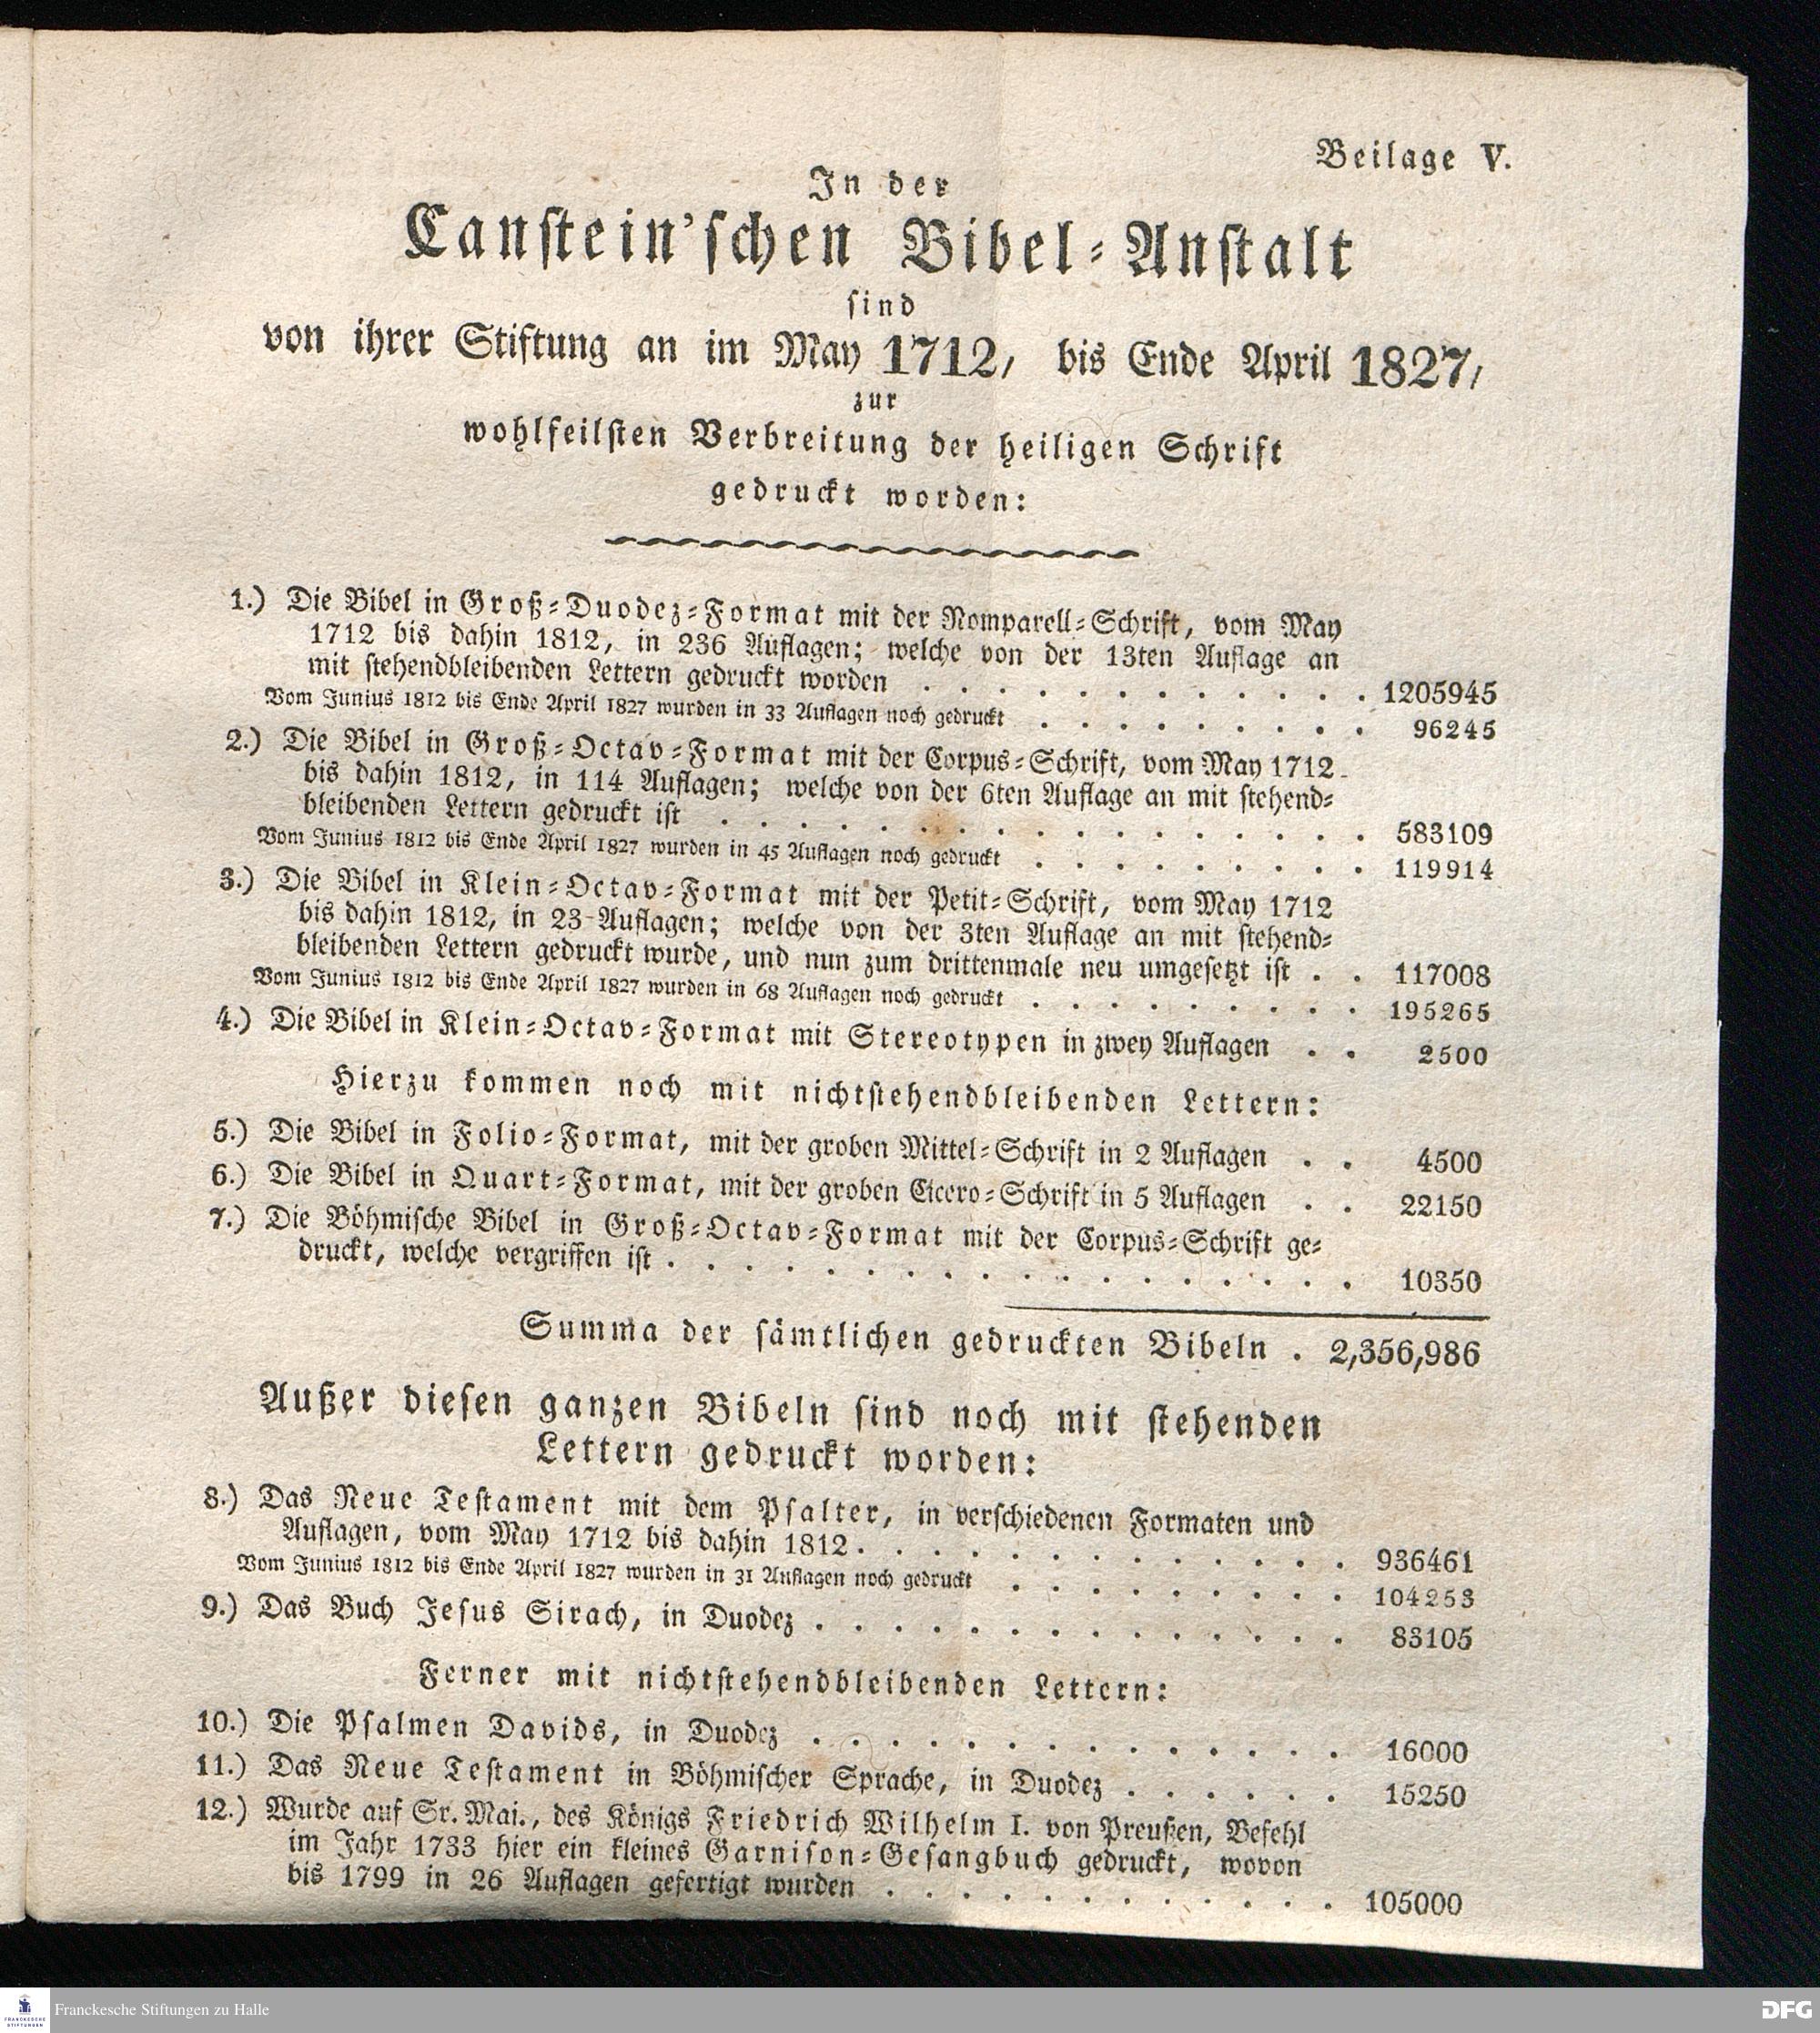 Beilage V.
In der
Canstein'schen Bibel-Anstalt
sind
von ihrer Stiftung an im May 1712, bis Ende April 1827,
zur
wohlfeilsten Verbreitung der heiligen Schrift
gedruckt worden:
1.) Die Bibel in Groß-Duodez-Format mit der Nomparell-Schrift, vom May
1712 bis dahin 1812, in 236 Auflagen; welche von der 13ten Auflage an
mit stehendbleibenden Lettern gedruckt worden . . . . . . . . . . . . 1205945
Vom Junius 1812 bis Ende April 1827 wurden in 33 Auflagen noch gedruckt . . . . . . . . . 96245
2.) Die Bibel in Groß-Octav-Format mit der Corpus-Schrift, vom May 1712
bis dahin 1812, in 114 Auflagen; welche von der 6ten Auflage an mit stehend-
bleibenden Lettern gedruckt ist . . . . . . . . . . . . . . . . . 583109
Vom Junius 1812 bis Ende April 1827 wurden in 45 Auflagen noch gedruckt . . . . . . . . . 119914
3.) Die Bibel in Klein-Octav-Format mit der Petit-Schrift, vom May 1712
bis dahin 1812, in 23 Auflagen; welche von der 3ten Auflage an mit stehend-
bleibenden Lettern gedruckt wurde, und nun zum drittenmale neu umgesetzt ist . . 117008
Vom Junius 1812 bis Ende April 1827 wurden in 68 Auflagen noch gedruckt . . . . . . . . . 195265
4.) Die Bibel in Klein-Octav-Format mit Stereotypen in zwey Auflagen . . 2500
Hierzu kommen noch mit nichtstehendbleibenden Lettern:
5.) Die Bibel in Folio-Format, mit der groben Mittel-Schrift in 2 Auflagen . . 4500
6.) Die Bibel in Quart-Format, mit der groben Cicero-Schrift in 5 Auflagen . . 22150
7.) Die Böhmische Bibel in Groß-Octav-Format mit der Corpus-Schrift ge-
druckt, welche vergriffen ist . . . . . . . . . . . . . . . . . . 10350
Summa der sämtlichen gedruckten Bibeln . 2,356,986
Außer diesen ganzen Bibeln sind noch mit stehenden
Lettern gedruckt worden:
8.) Das Neue Testament mit dem Psalter, in verschiedenen Formaten und
Auflagen, vom May 1712 bis dahin 1812 . . . . . . . . . . . . . 936461
Vom Junius 1812 bis Ende April 1827 wurden in 31 Auflagen noch gedruckt . . . . . . . . . 104253
9.) Das Buch Jesus Sirach, in Duodez . . . . . . . . . . . . . . 83105
Ferner mit nichtstehendbleibenden Lettern:
10.) Die Psalmen Davids, in Duodez . . . . . . . . . . . . . . 16000
11.) Das Neue Testament in Böhmischer Sprache, in Duodez . . . . . . 15250
12.) Wurde auf Sr. Mai., des Königs Friedrich Wilhelm I. von Preußen, Befehl
im Jahr 1733 hier ein kleines Garnison-Gesangbuch gedruckt, wovon
bis 1799 in 26 Auflagen gefertigt wurden . . . . . . . . . . . . 105000
FRANCKESCHE
STIFTUNGEN
Franckesche Stiftungen zu Halle
DFG